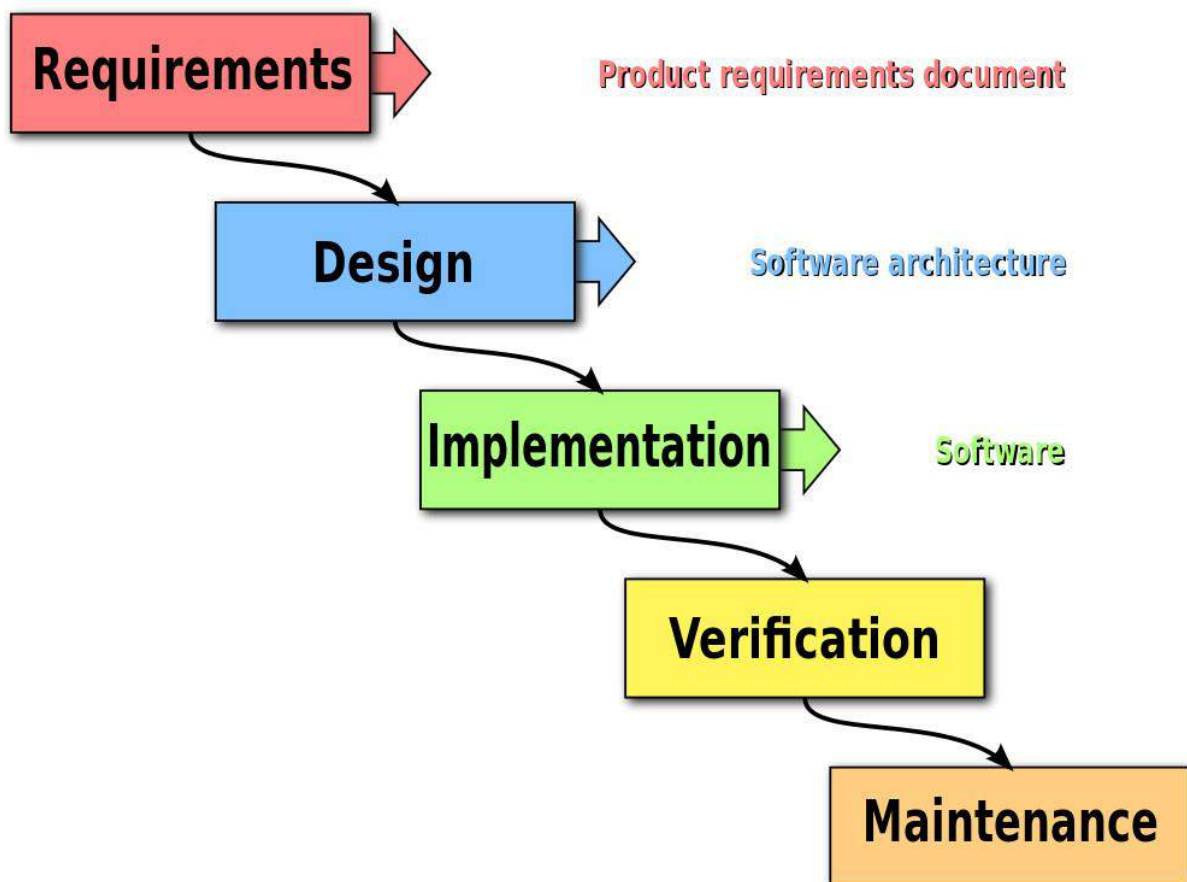 Requirements
Product requirements document
Design
Software architecture
Implementation
Software
Verification
Maintenance